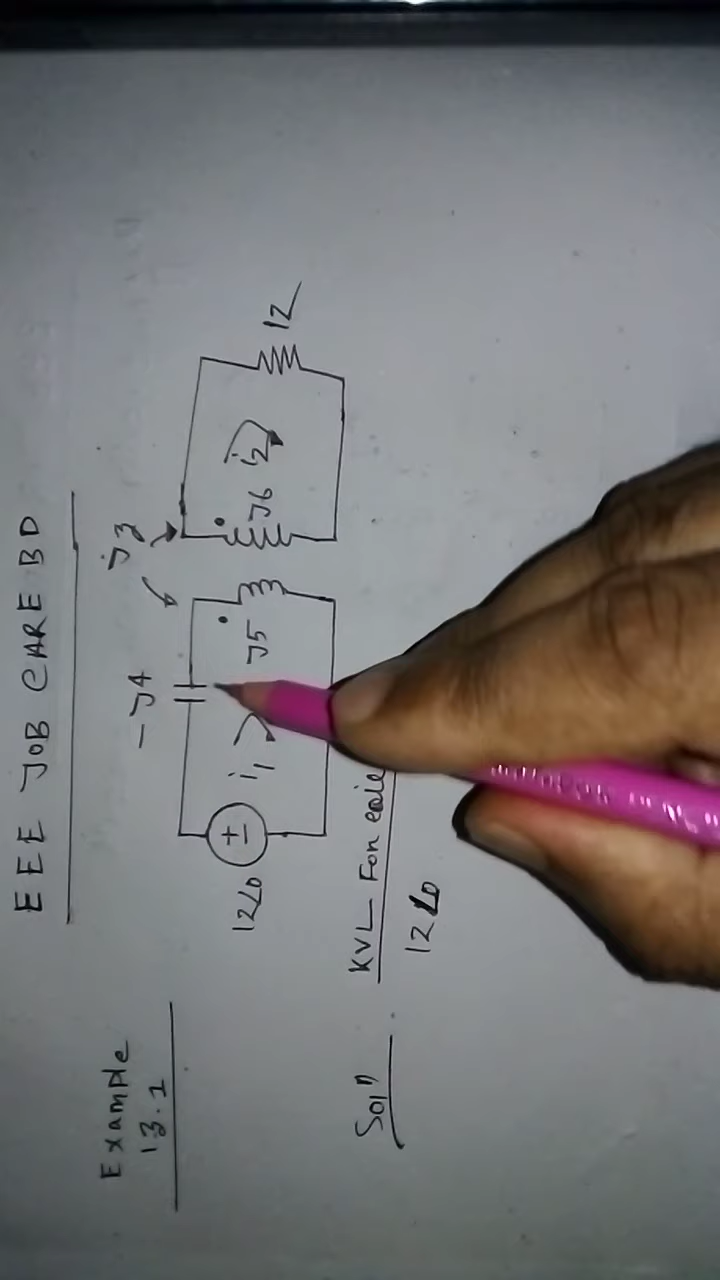 EEE JOB CARE BD
Example
13.1
-J4
j3
12∠0
±
i1
J5
J6
i2
12
Soln
KVL For
12∠0